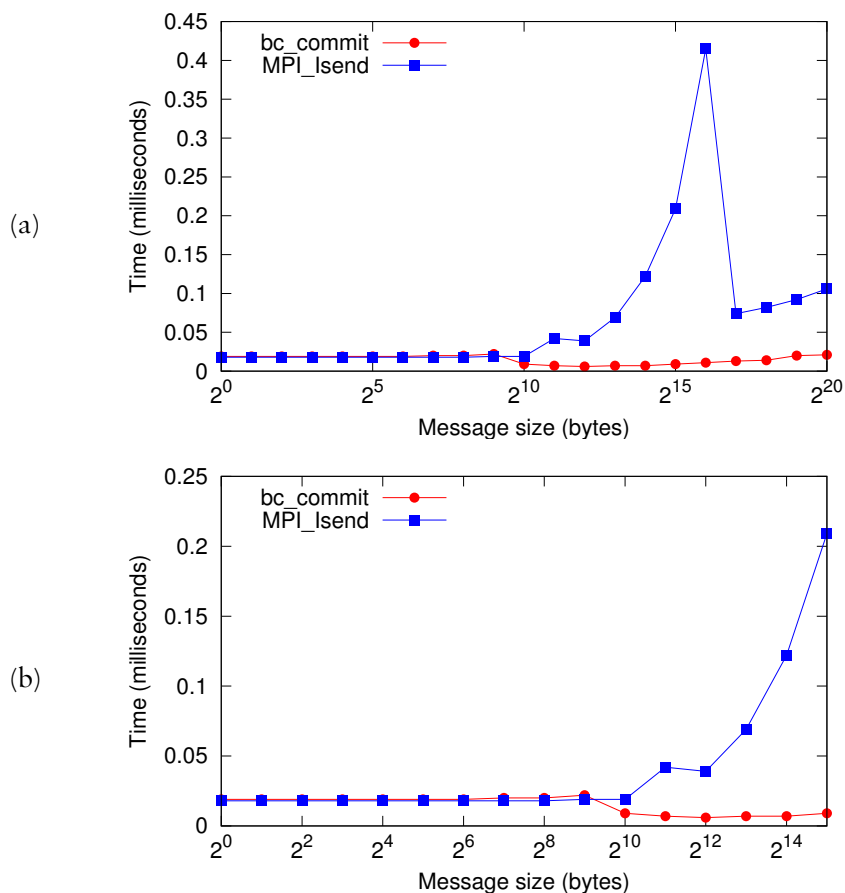 (a)
0.45
0.4
0.35
0.3
0.25
0.2
0.15
0.1
0.05
0
Time (milliseconds)
bc_commit
MPI_Isend
2^0 2^5 2^10 2^15 2^20
Message size (bytes)
(b)
0.25
0.2
0.15
0.1
0.05
0
Time (milliseconds)
bc_commit
MPI_Isend
2^0 2^2 2^4 2^6 2^8 2^10 2^12 2^14
Message size (bytes)